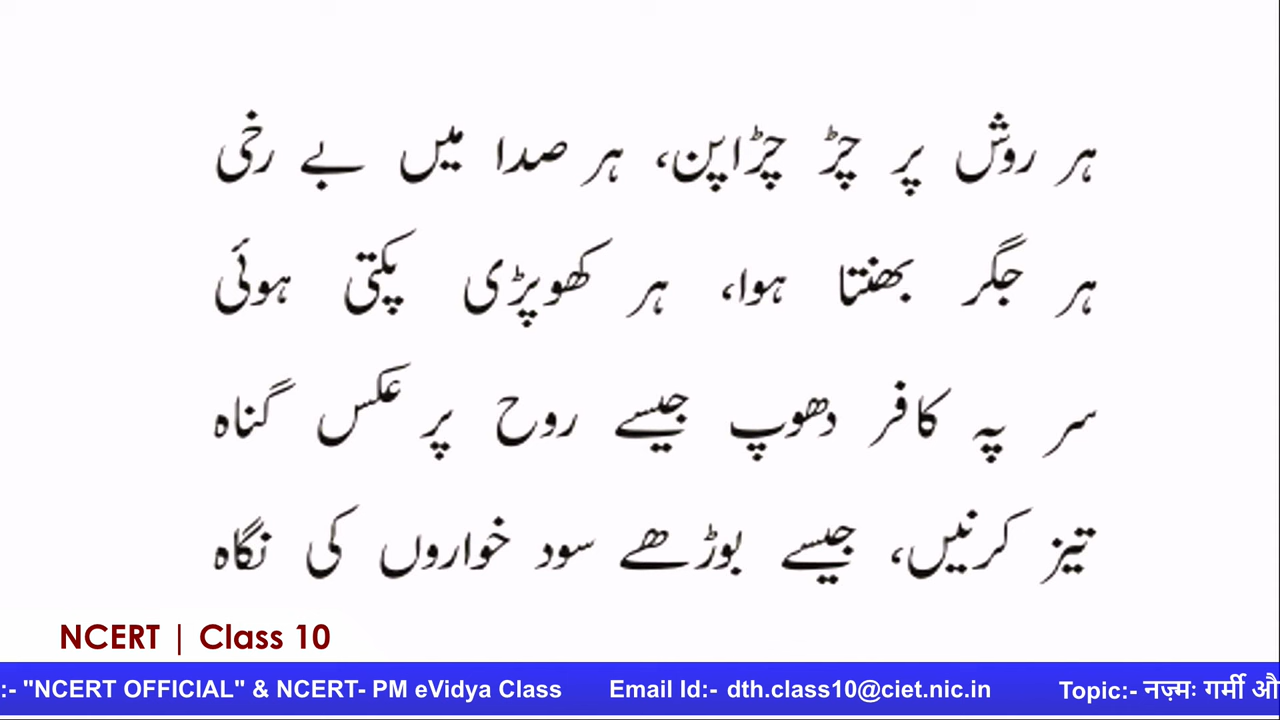 ہر روش پر چڑ چڑاپن، ہر صدا میں بے رخی
ہر جگر بھنتا ہوا، ہر کھوپڑی پکتی ہوئی
سر پہ کافر دھوپ جیسے روح پر عکس گناہ
تیز کرنیں، جیسے بوڑھے سود خواروں کی نگاہ
NCERT | Class 10
:- "NCERT OFFICIAL" & NCERT- PM eVidya Class Email Id:- dth.class10@ciet.nic.in Topic:- नज़्मः गर्मी औ